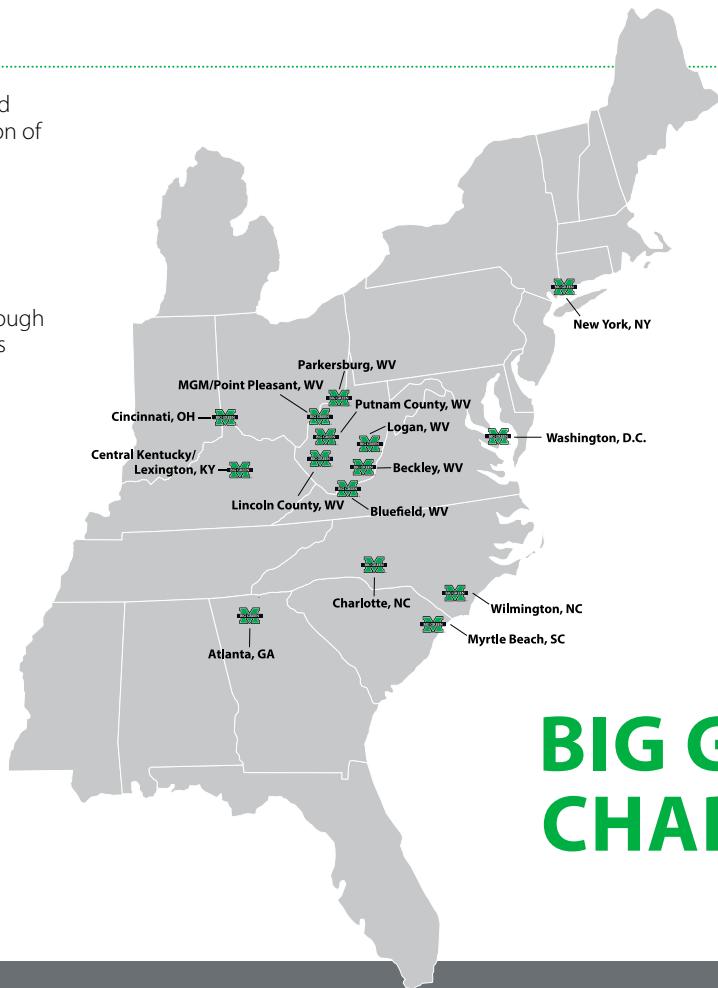 on of
ough
New York, NY
Parkersburg, WV
MGM/Point Pleasant, WV
Putnam County, WV
Cincinnati, OH
Logan, WV
Washington, D.C.
Central Kentucky/
Lexington, KY
Beckley, WV
Lincoln County, WV
Bluefield, WV
Charlotte, NC
Wilmington, NC
Myrtle Beach, SC
Atlanta, GA
BIG G
CHA